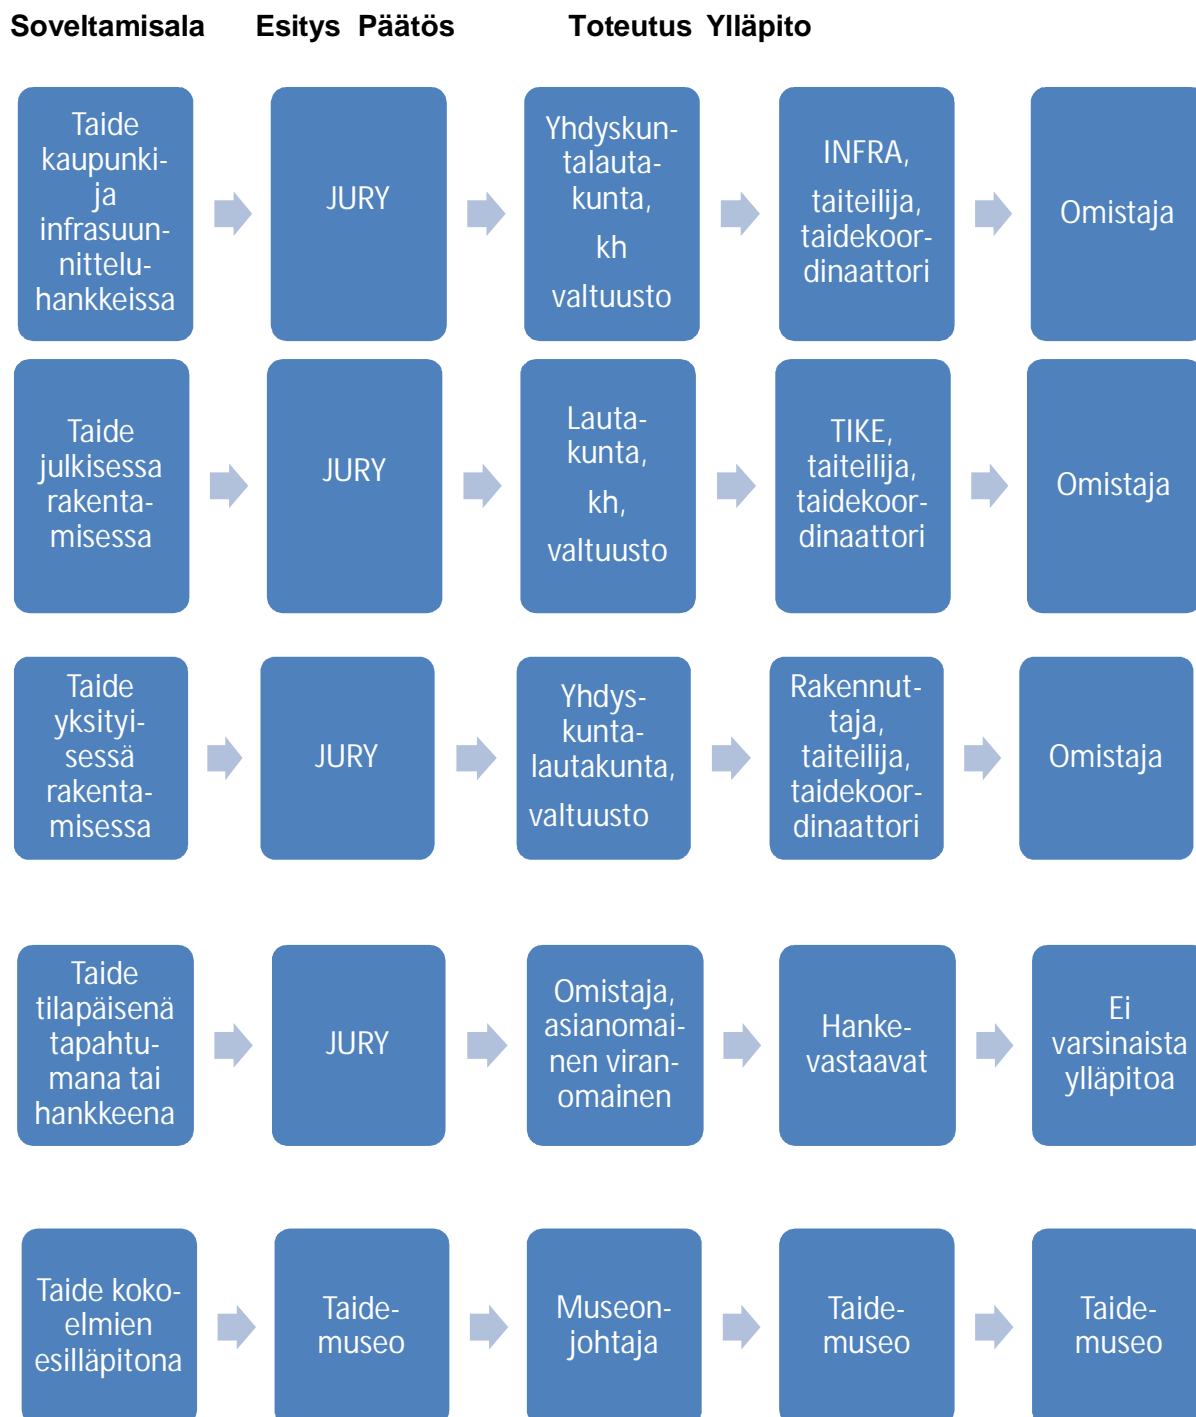 Soveltamisala Esitys Päätös Toteutus Ylläpito
Taide
kaupunki-
ja
infrasuun-
nittelu-
hankkeissa
JURY
Yhdyskun-
talauta-
kunta,
kh
valtuusto
INFRA,
taiteilija,
taidekoor-
dinaattori
Omistaja
Taide
julkisessa
rakenta-
misessa
JURY
Lauta-
kunta,
kh,
valtuusto
TIKE,
taiteilija,
taidekoor-
dinaattori
Omistaja
Taide
yksityi-
sessä
rakenta-
misessa
JURY
Yhdys-
kunta-
lautakunta,
valtuusto
Rakennut-
taja,
taiteilija,
taidekoor-
dinaattori
Omistaja
Taide
tilapäisenä
tapahtu-
mana tai
hankkeena
JURY
Omistaja,
asianomai-
nen viran-
omainen
Hanke-
vastaavat
Ei
varsinaista
ylläpitoa
Taide koko-
elmien
esilläpitona
Taide-
museo
Museon-
johtaja
Taide-
museo
Taide-
museo